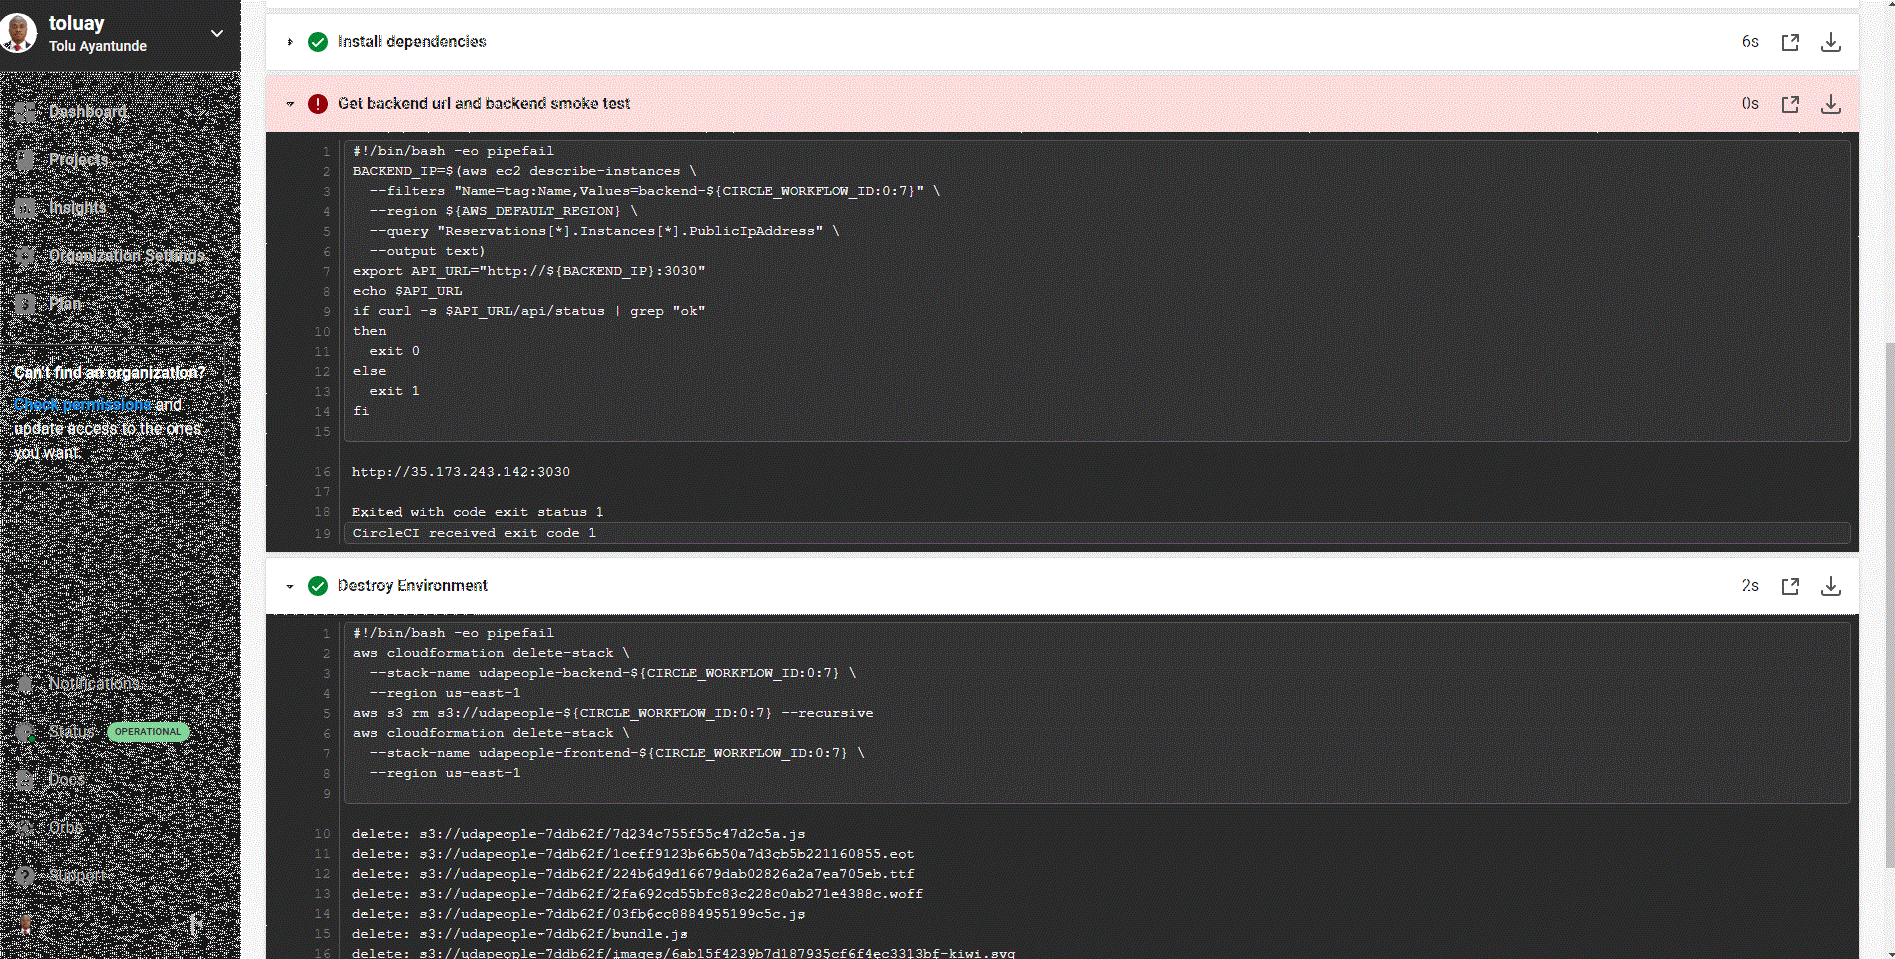 toluay
Tolu Ayantunde
Dashboard
Projects
Insights
Organization Settings
Plan
Can't find an organization?
Check permissions and
update access to the ones
you want.
Notifications
Status OPERATIONAL
Docs
Orbs
Support
Install dependencies 6s
Get backend url and backend smoke test 0s
1 #!/bin/bash -eo pipefail
2 BACKEND_IP=$(aws ec2 describe-instances \
3 --filters "Name=tag:Name,Values=backend-${CIRCLE_WORKFLOW_ID:0:7}" \
4 --region ${AWS_DEFAULT_REGION} \
5 --query "Reservations[*].Instances[*].PublicIpAddress" \
6 --output text)
7 export API_URL="http://${BACKEND_IP}:3030"
8 echo $API_URL
9 if curl -s $API_URL/api/status | grep "ok"
10 then
11 exit 0
12 else
13 exit 1
14 fi
15
16 http://35.173.243.142:3030
17
18 Exited with code exit status 1
19 CircleCI received exit code 1
Destroy Environment 2s
1 #!/bin/bash -eo pipefail
2 aws cloudformation delete-stack \
3 --stack-name udapeople-backend-${CIRCLE_WORKFLOW_ID:0:7} \
4 --region us-east-1
5 aws s3 rm s3://udapeople-${CIRCLE_WORKFLOW_ID:0:7} --recursive
6 aws cloudformation delete-stack \
7 --stack-name udapeople-frontend-${CIRCLE_WORKFLOW_ID:0:7} \
8 --region us-east-1
9
10 delete: s3://udapeople-7ddb62f/7d234c755f55c47d2c5a.js
11 delete: s3://udapeople-7ddb62f/1ceff9123b66b50a7d3cb5b221160855.eot
12 delete: s3://udapeople-7ddb62f/224b6d9d16679dab02826a2a7ea705eb.ttf
13 delete: s3://udapeople-7ddb62f/2fa692cd55bfc83c228c0ab271e4388c.woff
14 delete: s3://udapeople-7ddb62f/03fb6cc8884955199c5c.js
15 delete: s3://udapeople-7ddb62f/bundle.js
16 delete: s3://udapeople-7ddb62f/images/6ab15f4239b7d187935cf6f4ec3313bf-kiwi.svg